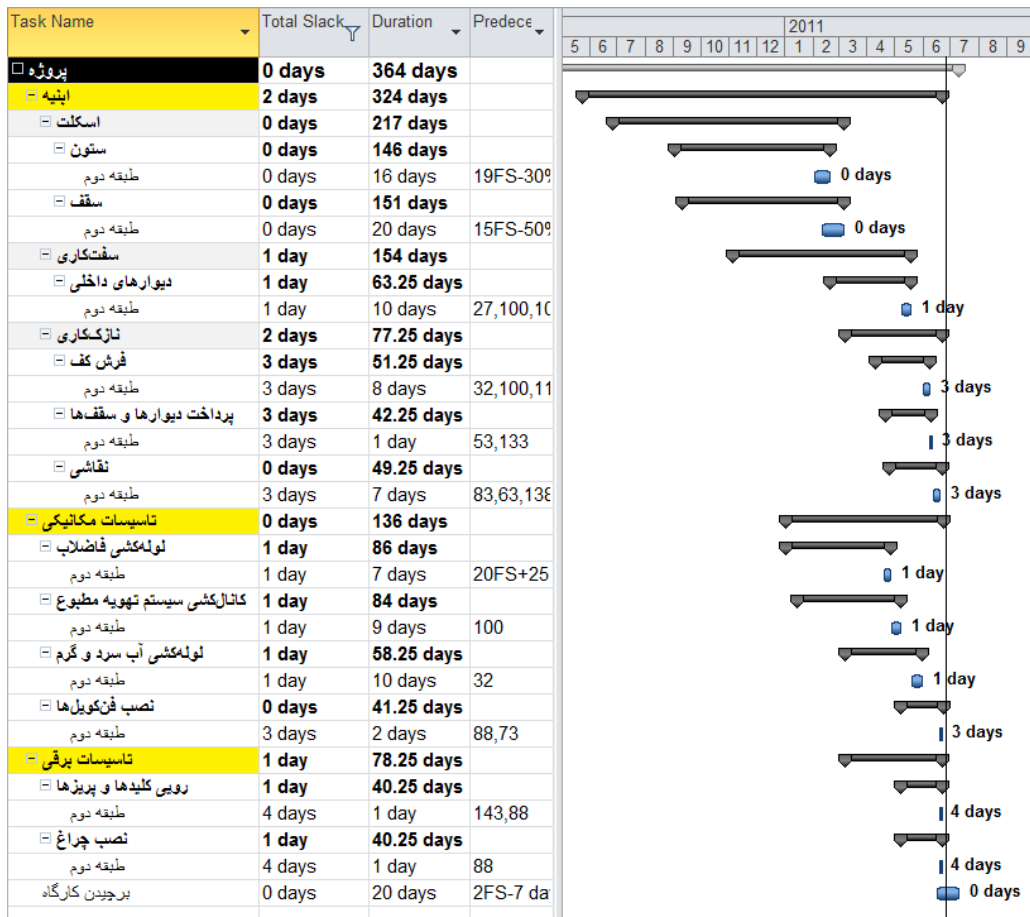 Task Name Total Slack Duration Predece
2011
5 6 7 8 9 10 11 12 1 2 3 4 5 6 7 8 9
پروژه 0 days 364 days
ابنیه 2 days 324 days
اسکلت 0 days 217 days
ستون 0 days 146 days
طبقه دوم 0 days 16 days 19FS-30% 0 days
سقف 0 days 151 days
طبقه دوم 0 days 20 days 15FS-50% 0 days
سفت‌کاری 1 day 154 days
دیوارهای داخلی 1 day 63.25 days
طبقه دوم 1 day 10 days 27,100,10 1 day
نازک‌کاری 2 days 77.25 days
فرش کف 3 days 51.25 days
طبقه دوم 3 days 8 days 32,100,11 3 days
پرداخت دیوارها و سقف‌ها 3 days 42.25 days
طبقه دوم 3 days 1 day 53,133 3 days
نقاشی 0 days 49.25 days
طبقه دوم 3 days 7 days 83,63,138 3 days
تاسیسات مکانیکی 0 days 136 days
لوله‌کشی فاضلاب 1 day 86 days
طبقه دوم 1 day 7 days 20FS+25 1 day
کانال‌کشی سیستم تهویه مطبوع 1 day 84 days
طبقه دوم 1 day 9 days 100 1 day
لوله‌کشی آب سرد و گرم 1 day 58.25 days
طبقه دوم 1 day 10 days 32 1 day
نصب فن‌کویل‌ها 0 days 41.25 days
طبقه دوم 3 days 2 days 88,73 3 days
تاسیسات برقی 1 day 78.25 days
رویی کلیدها و پریزها 1 day 40.25 days
طبقه دوم 4 days 1 day 143,88 4 days
نصب چراغ 1 day 40.25 days
طبقه دوم 4 days 1 day 88 4 days
برچیدن کارگاه 0 days 20 days 2FS-7 da 0 days